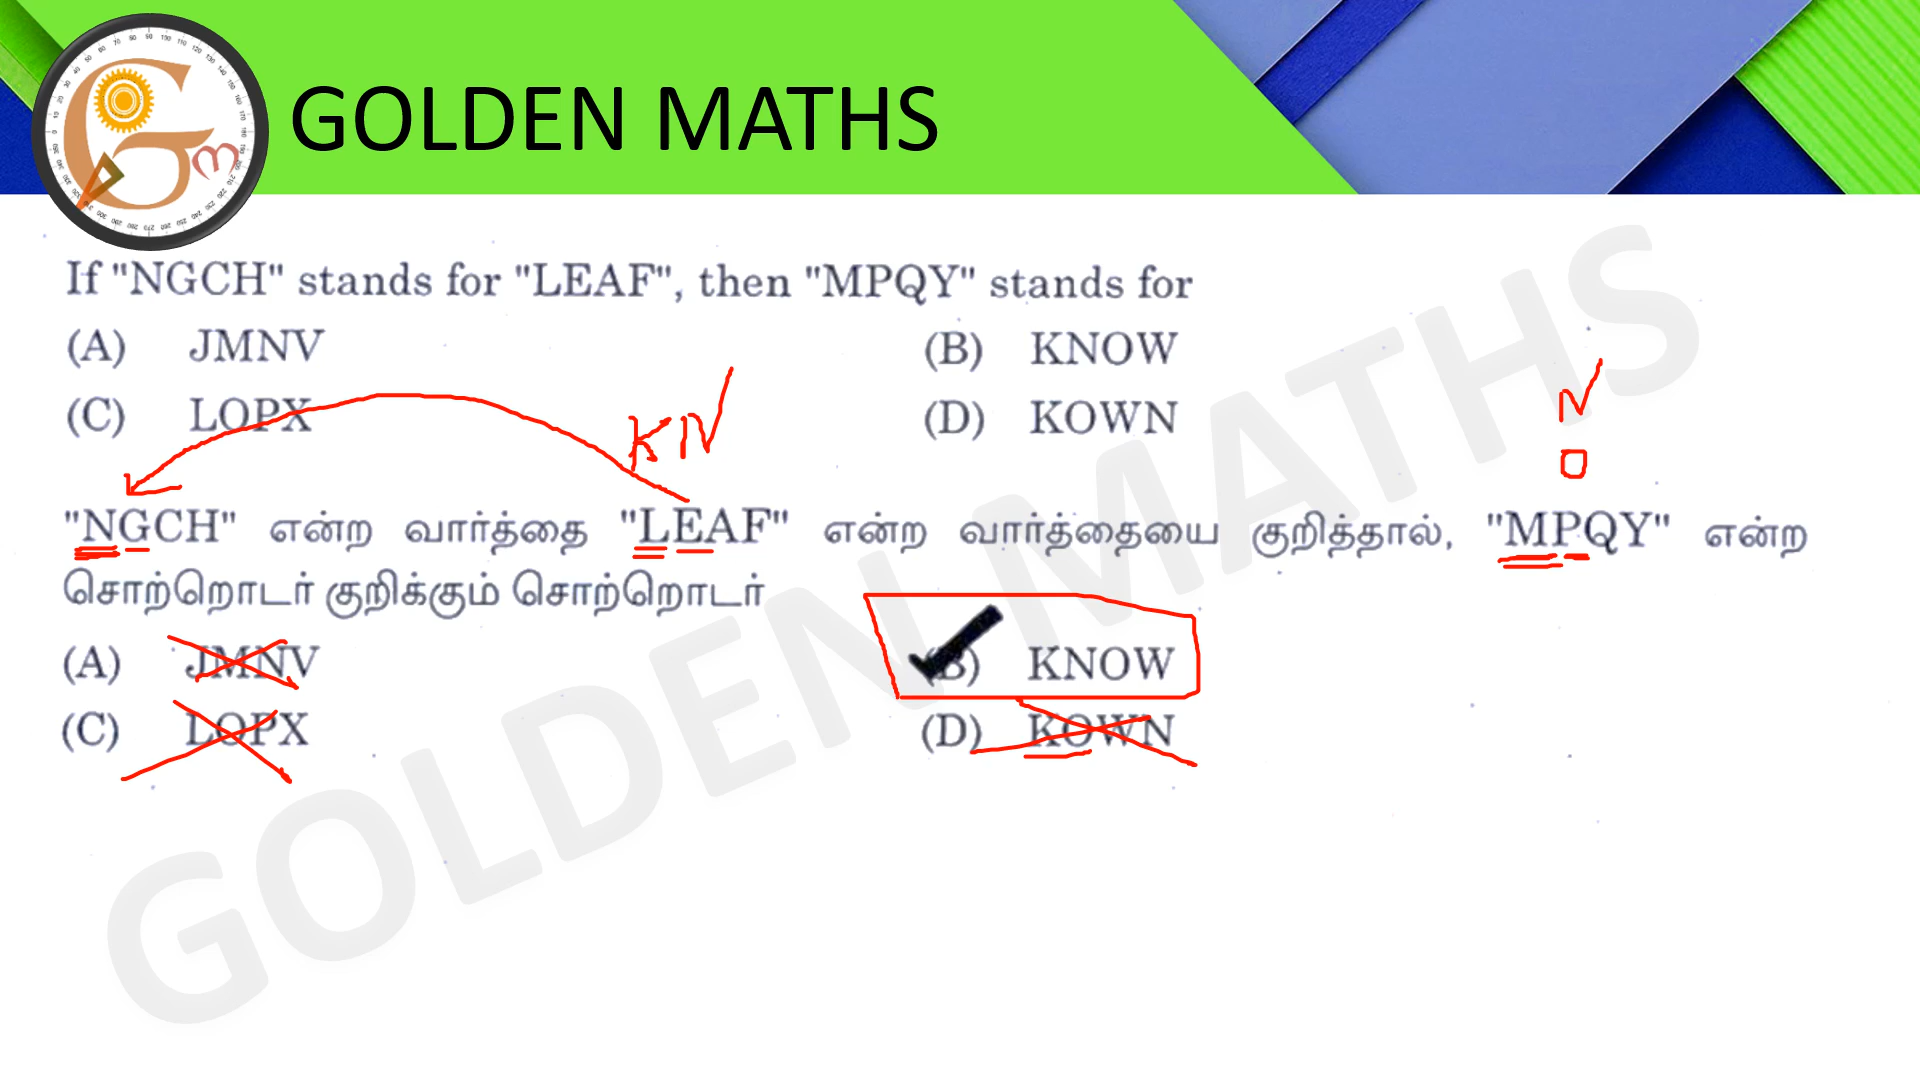 GOLDEN MATHS
If "NGCH" stands for "LEAF", then "MPQY" stands for
(A) JMNV (B) KNOW
(C) LOPX (D) KOWN
KN
N
O
"NGCH" என்ற வார்த்தை "LEAF" என்ற வார்த்தையை குறித்தால், "MPQY" என்ற
சொற்றொடர் குறிக்கும் சொற்றொடர்
(A) JMNV (B) KNOW
(C) LOPX (D) KOWN
GOLDEN MATHS